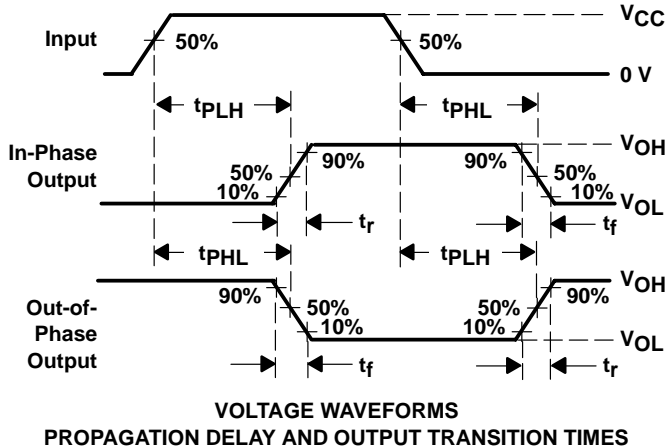 VCC
Input
50%
50%
0 V
tPLH
tPHL
In-Phase
Output
VOH
90%
90%
50%
50%
10%
10%
VOL
tr
tf
tPHL
tPLH
Out-of-
Phase
Output
VOH
90%
90%
50%
50%
10%
10%
VOL
tf
tr
VOLTAGE WAVEFORMS
PROPAGATION DELAY AND OUTPUT TRANSITION TIMES